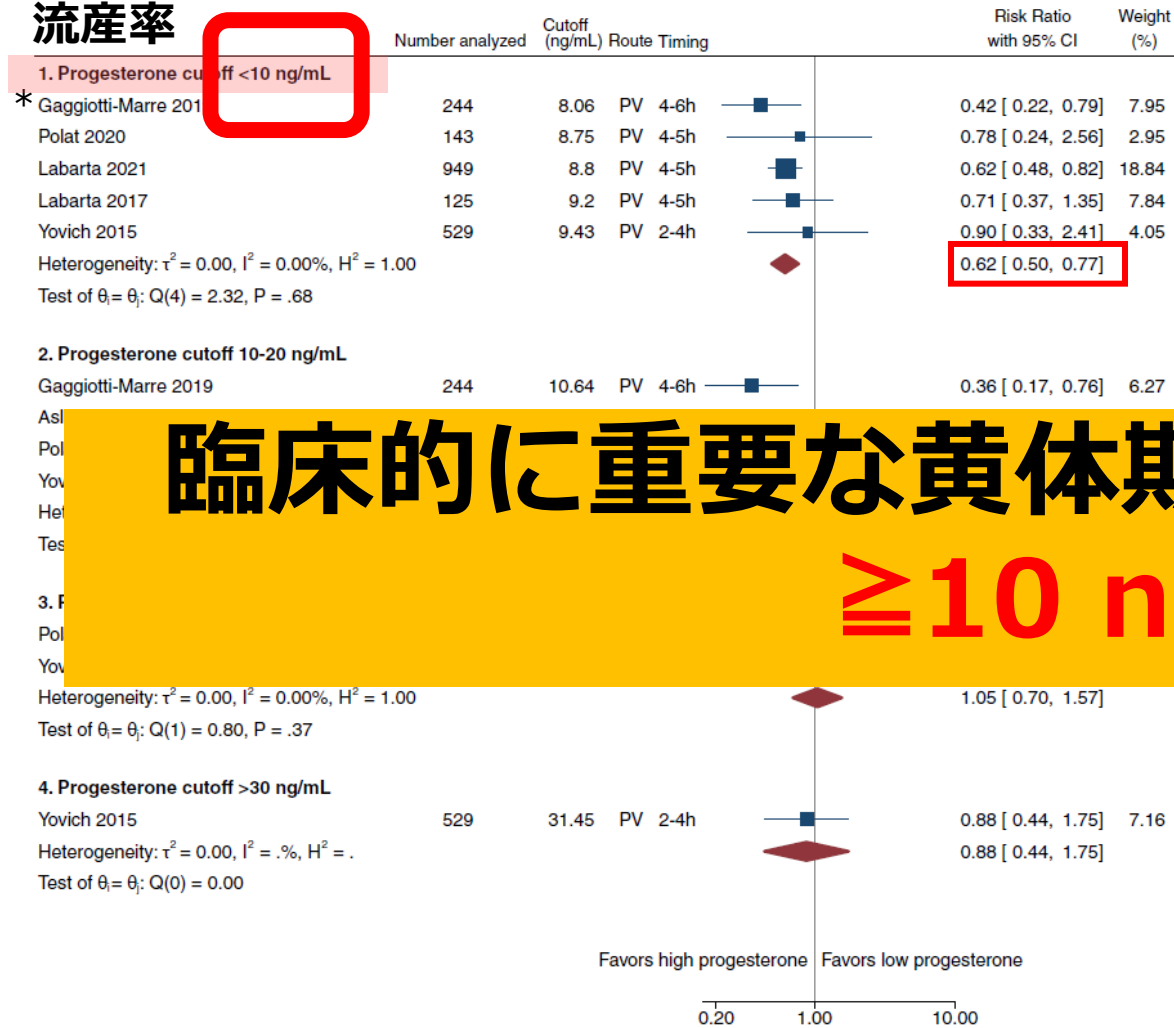 流産率
Number analyzed Cutoff (ng/mL) Route Timing Risk Ratio with 95% CI Weight (%)
1. Progesterone cutoff <10 ng/mL
* Gaggiotti-Marre 201 244 8.06 PV 4-6h 0.42 [ 0.22, 0.79] 7.95
Polat 2020 143 8.75 PV 4-5h 0.78 [ 0.24, 2.56] 2.95
Labarta 2021 949 8.8 PV 4-5h 0.62 [ 0.48, 0.82] 18.84
Labarta 2017 125 9.2 PV 4-5h 0.71 [ 0.37, 1.35] 7.84
Yovich 2015 529 9.43 PV 2-4h 0.90 [ 0.33, 2.41] 4.05
Heterogeneity: τ² = 0.00, I² = 0.00%, H² = 1.00 0.62 [ 0.50, 0.77]
Test of θᵢ = θⱼ: Q(4) = 2.32, P = .68
2. Progesterone cutoff 10-20 ng/mL
Gaggiotti-Marre 2019 244 10.64 PV 4-6h 0.36 [ 0.17, 0.76] 6.27
Asl
Pol
Yov
Het
Tes
臨床的に重要な黄体期
≧10 n
3. P
Pol
Yov
Heterogeneity: τ² = 0.00, I² = 0.00%, H² = 1.00 1.05 [ 0.70, 1.57]
Test of θᵢ = θⱼ: Q(1) = 0.80, P = .37
4. Progesterone cutoff >30 ng/mL
Yovich 2015 529 31.45 PV 2-4h 0.88 [ 0.44, 1.75] 7.16
Heterogeneity: τ² = 0.00, I² = .%, H² = . 0.88 [ 0.44, 1.75]
Test of θᵢ = θⱼ: Q(0) = 0.00
Favors high progesterone Favors low progesterone
0.20 1.00 10.00